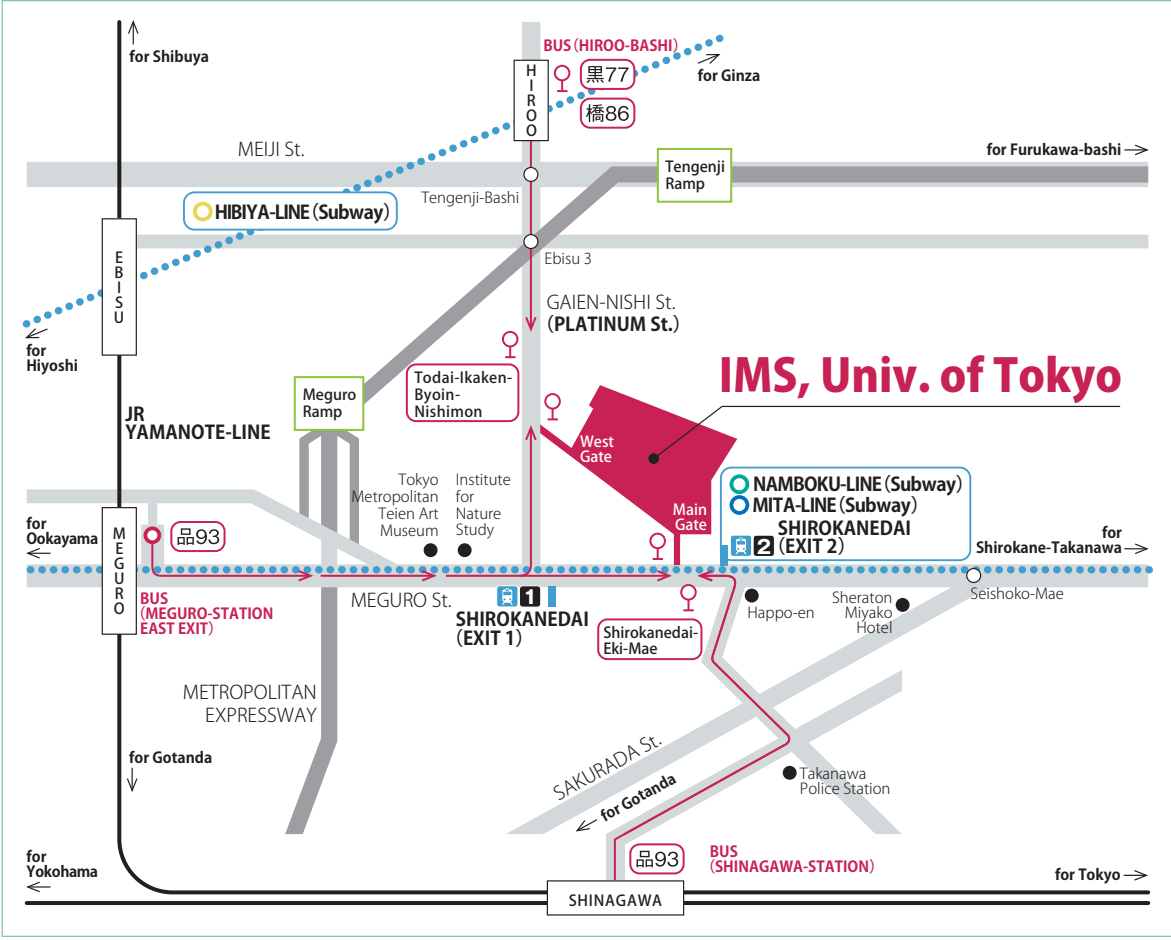 for Shibuya
BUS (HIROO-BASHI)
HIROO
黒77
橋86
for Ginza
MEIJI St.
for Furukawa-bashi
Tengenji
Ramp
Tengenji-Bashi
HIBIYA-LINE (Subway)
EBISU
Ebisu 3
GAIEN-NISHI St.
(PLATINUM St.)
for
Hiyoshi
IMS, Univ. of Tokyo
Todai-Ikaken-
Byoin-
Nishimon
Meguro
Ramp
JR
YAMANOTE-LINE
West
Gate
Tokyo
Metropolitan
Teien Art
Museum
Institute
for
Nature
Study
Main
Gate
NAMBOKU-LINE (Subway)
MITA-LINE (Subway)
2 SHIROKANEDAI
(EXIT 2)
for
Ookayama
MEGURO
品93
for
Shirokane-Takanawa
BUS
(MEGURO-STATION
EAST EXIT)
MEGURO St.
1
SHIROKANEDAI
(EXIT 1)
Shirokanedai-
Eki-Mae
Happo-en
Sheraton
Miyako
Hotel
Seishoko-Mae
METROPOLITAN
EXPRESSWAY
SAKURADA St.
for Gotanda
for Gotanda
Takanawa
Police Station
for
Yokohama
品93
BUS
(SHINAGAWA-STATION)
for Tokyo
SHINAGAWA